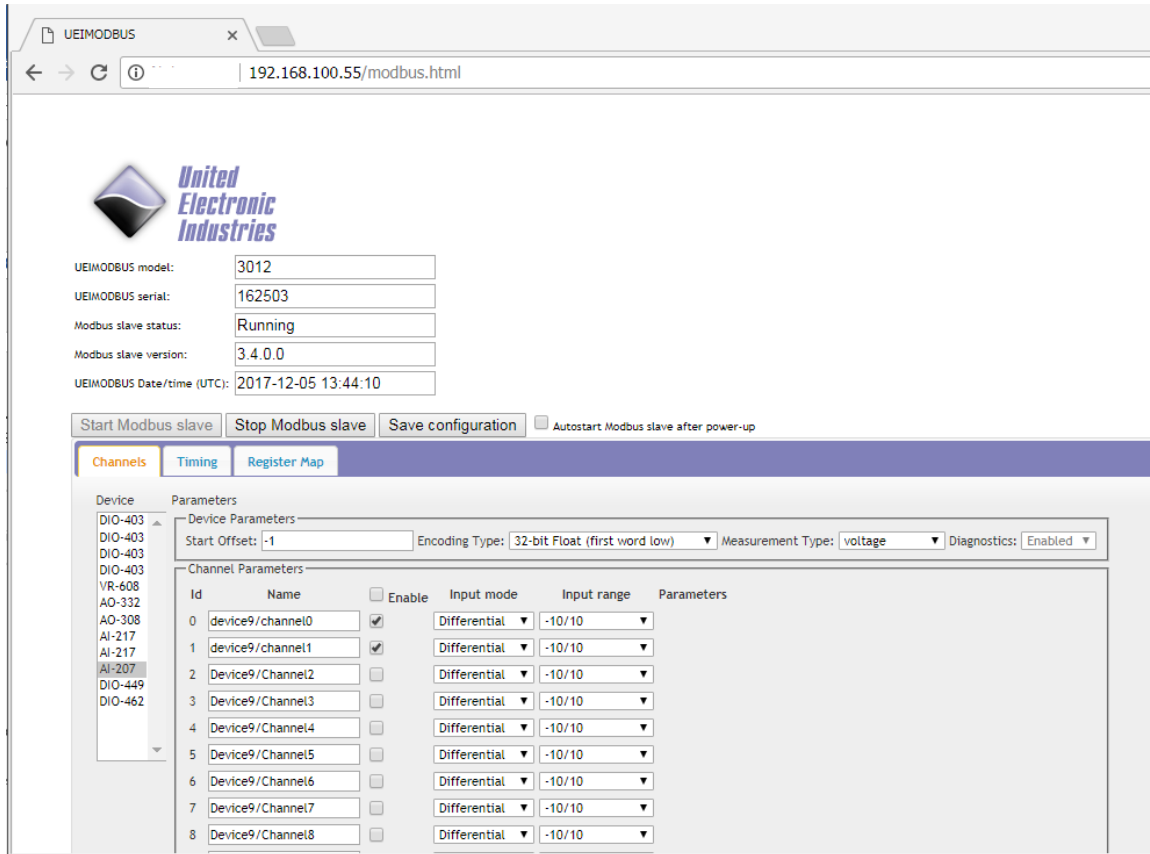 UEIMODBUS
192.168.100.55/modbus.html
United
Electronic
Industries
UEIMODBUS model: 3012
UEIMODBUS serial: 162503
Modbus slave status: Running
Modbus slave version: 3.4.0.0
UEIMODBUS Date/time (UTC): 2017-12-05 13:44:10
Start Modbus slave Stop Modbus slave Save configuration Autostart Modbus slave after power-up
Channels Timing Register Map
Device Parameters
DIO-403
DIO-403
DIO-403
DIO-403
VR-608
AO-332
AO-308
AI-217
AI-217
AI-207
DIO-449
DIO-462
Device Parameters
Start Offset: -1 Encoding Type: 32-bit Float (first word low) Measurement Type: voltage Diagnostics: Enabled
Channel Parameters
Id Name Enable Input mode Input range Parameters
0 device9/channel0 Differential -10/10
1 device9/channel1 Differential -10/10
2 Device9/Channel2 Differential -10/10
3 Device9/Channel3 Differential -10/10
4 Device9/Channel4 Differential -10/10
5 Device9/Channel5 Differential -10/10
6 Device9/Channel6 Differential -10/10
7 Device9/Channel7 Differential -10/10
8 Device9/Channel8 Differential -10/10